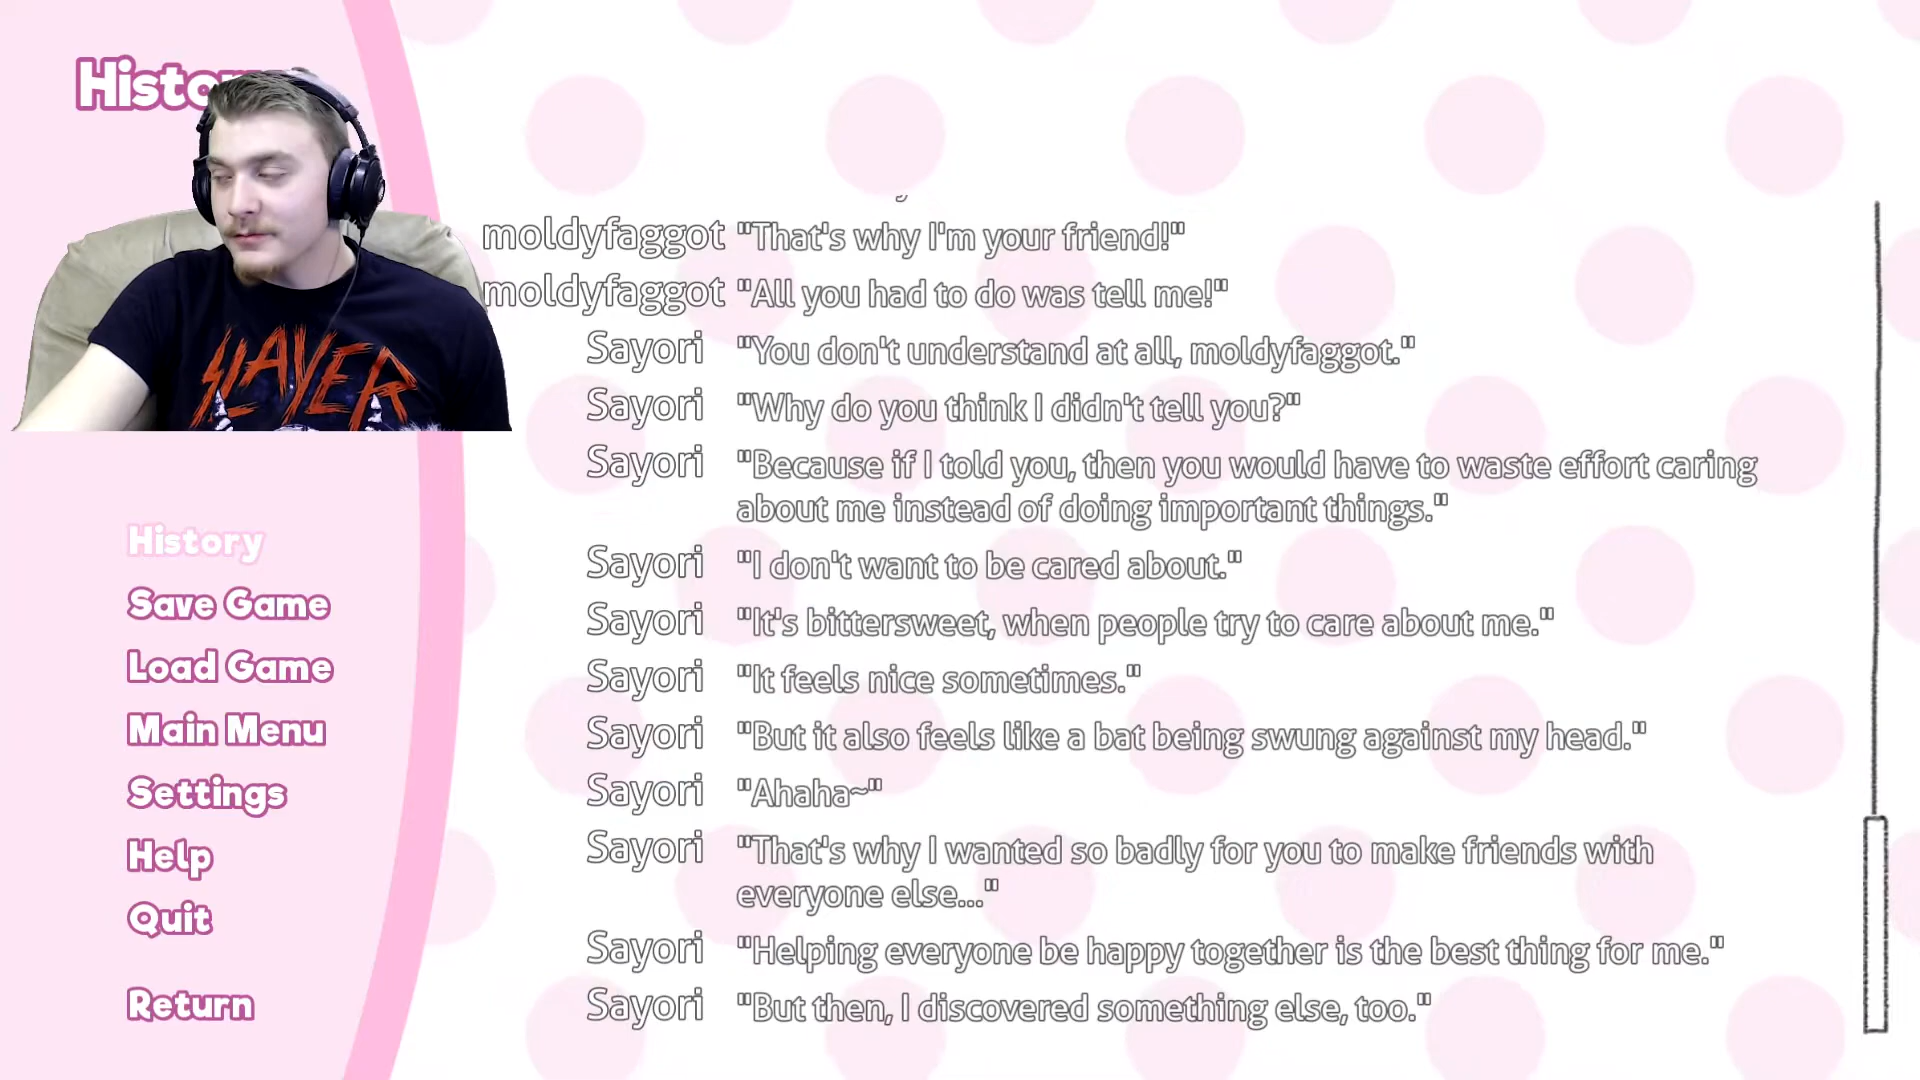 History
moldyfaggot "That's why I'm your friend!"
moldyfaggot "All you had to do was tell me!"
Sayori "You don't understand at all, moldyfaggot."
Sayori "Why do you think I didn't tell you?"
Sayori "Because if I told you, then you would have to waste effort caring
about me instead of doing important things."
Sayori "I don't want to be cared about."
Sayori "It's bittersweet, when people try to care about me."
Sayori "It feels nice sometimes."
Sayori "But it also feels like a bat being swung against my head."
Sayori "Ahaha~"
Sayori "That's why I wanted so badly for you to make friends with
everyone else..."
Sayori "Helping everyone be happy together is the best thing for me."
Sayori "But then, I discovered something else, too."
SLAYER
History
Save Game
Load Game
Main Menu
Settings
Help
Quit
Return